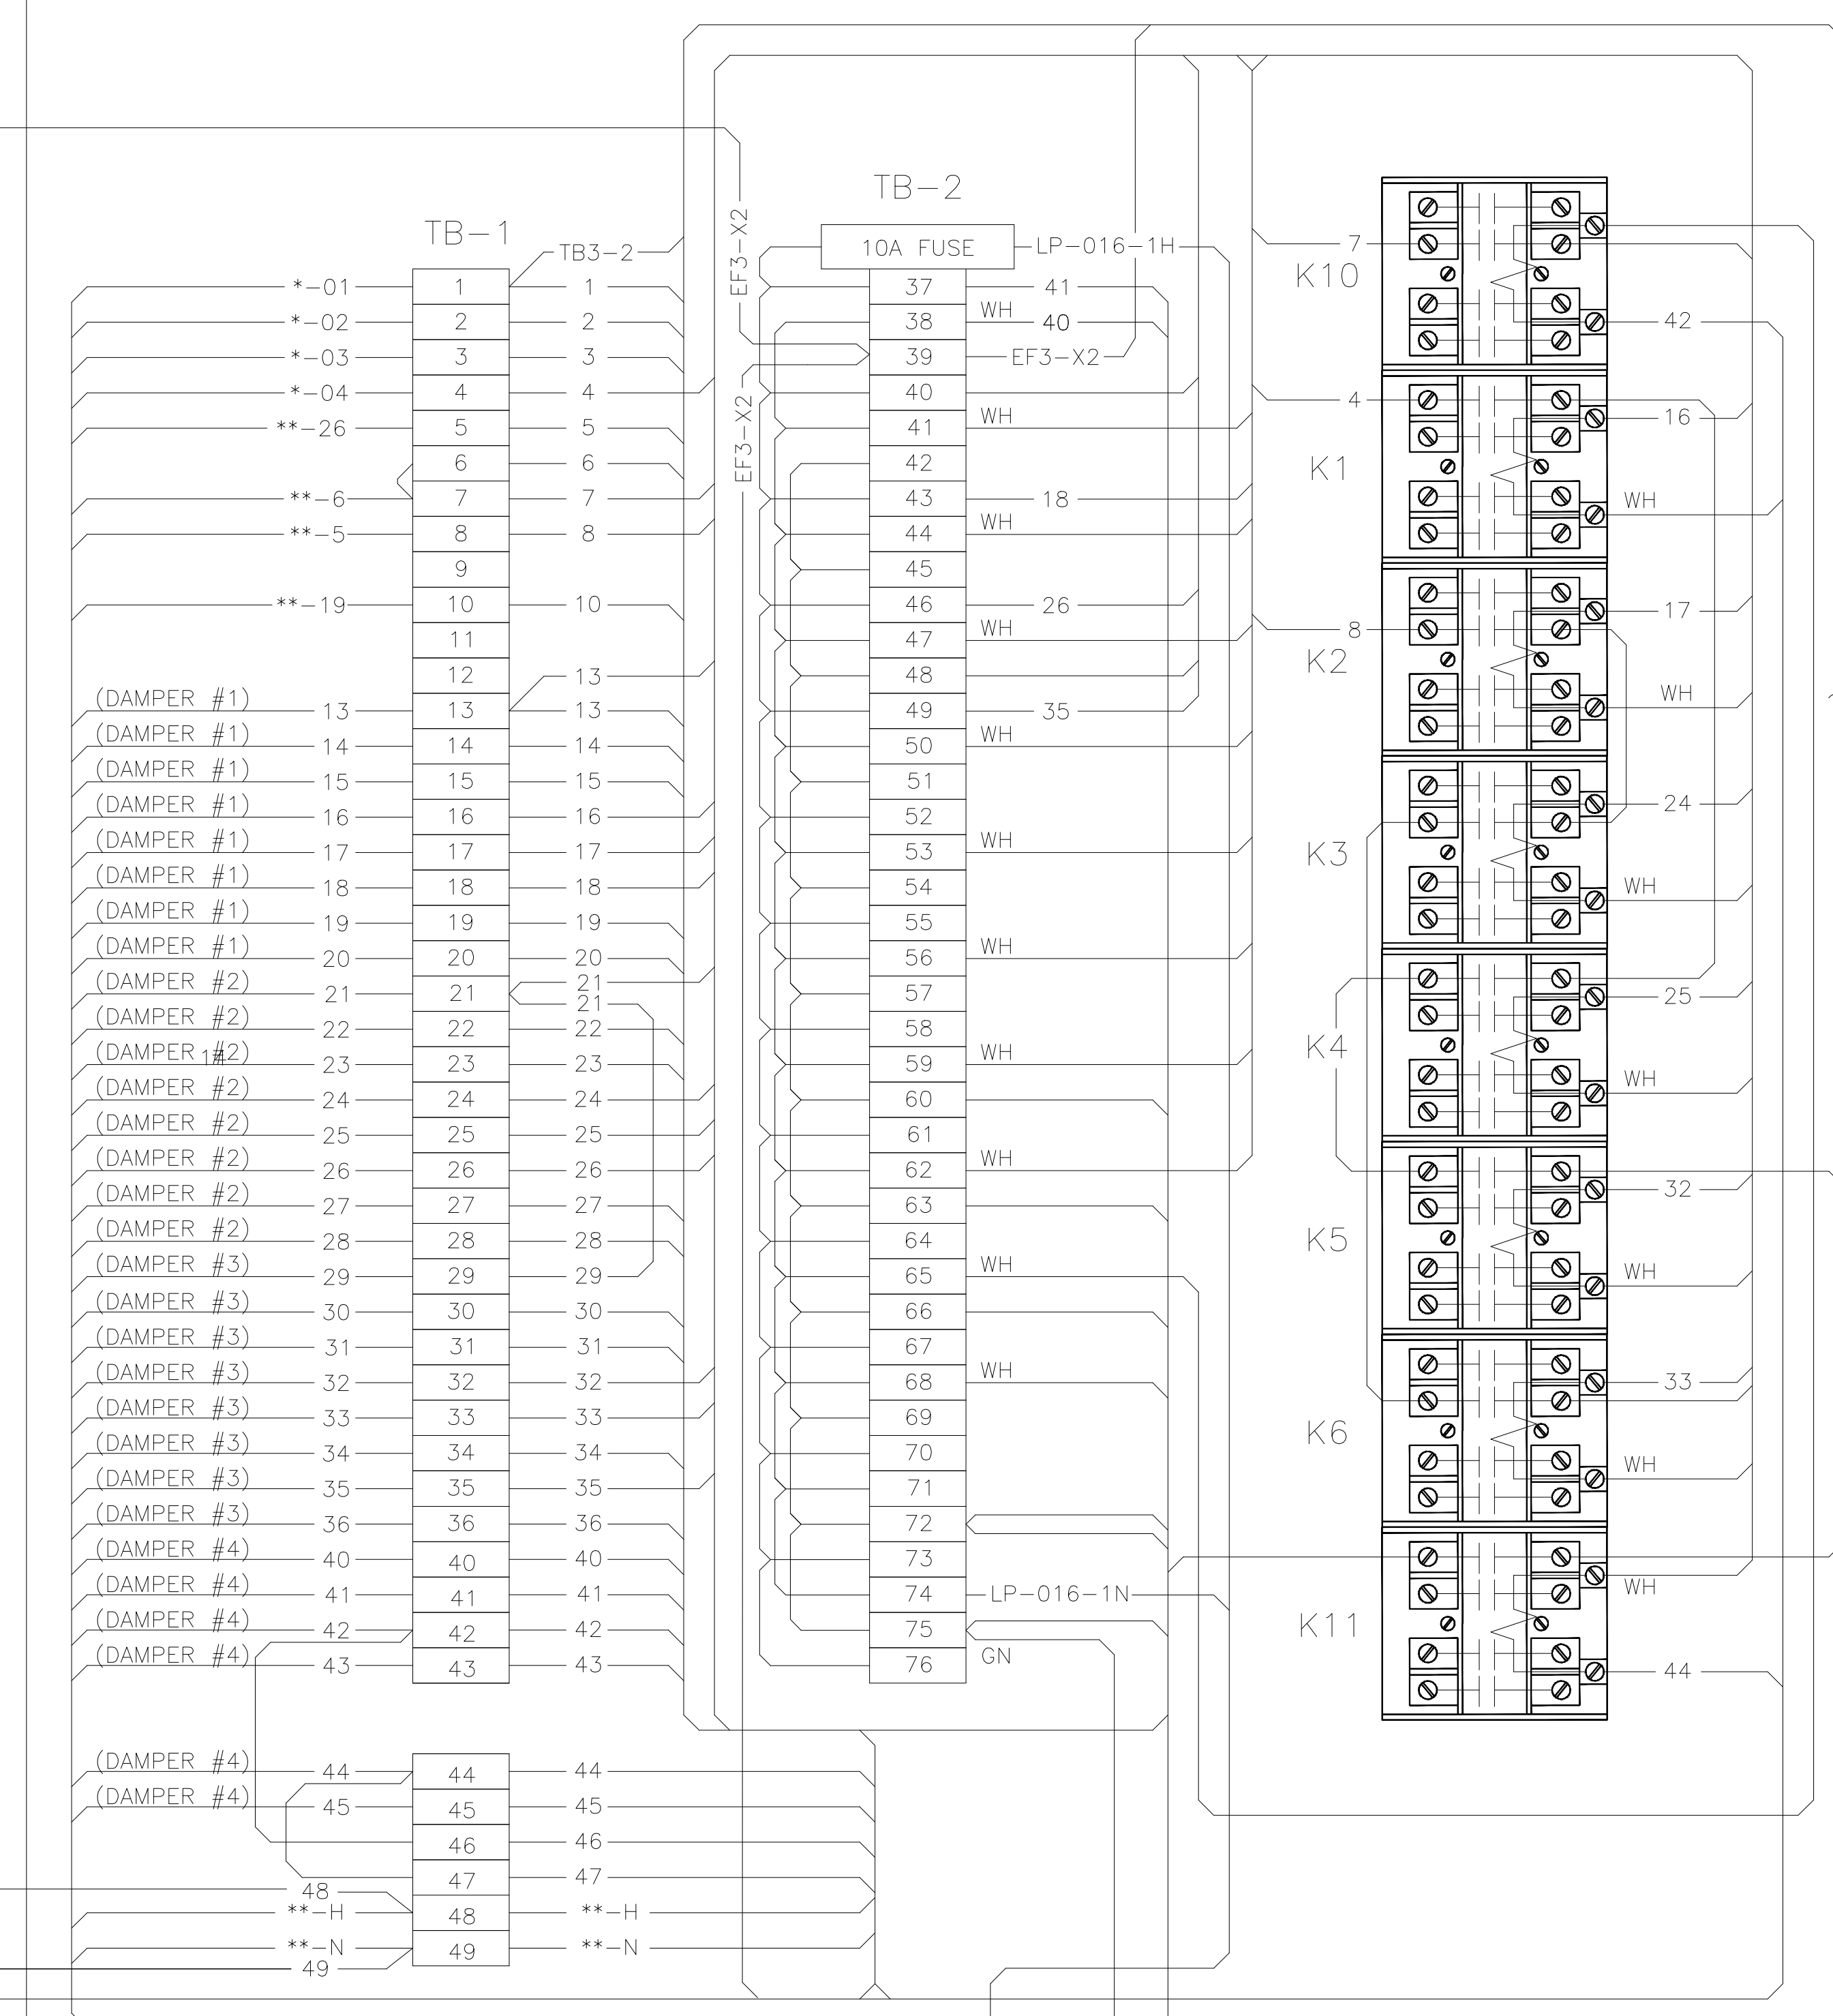 TB-1
TB3-2
*-01 1 1
*-02 2 2
*-03 3 3
*-04 4 4
**-26 5 5
6 6
**-6 7 7
**-5 8 8
9
**-19 10 10
11
12 13
(DAMPER #1) 13 13 13
(DAMPER #1) 14 14 14
(DAMPER #1) 15 15 15
(DAMPER #1) 16 16 16
(DAMPER #1) 17 17 17
(DAMPER #1) 18 18 18
(DAMPER #1) 19 19 19
(DAMPER #1) 20 20 20
21
(DAMPER #2) 21 21 21
(DAMPER #2) 22 22 22
(DAMPER #2) 23 23 23
14
(DAMPER #2) 24 24 24
(DAMPER #2) 25 25 25
(DAMPER #2) 26 26 26
(DAMPER #2) 27 27 27
(DAMPER #2) 28 28 28
(DAMPER #3) 29 29 29
(DAMPER #3) 30 30 30
(DAMPER #3) 31 31 31
(DAMPER #3) 32 32 32
(DAMPER #3) 33 33 33
(DAMPER #3) 34 34 34
(DAMPER #3) 35 35 35
(DAMPER #3) 36 36 36
(DAMPER #4) 40 40 40
(DAMPER #4) 41 41 41
(DAMPER #4) 42 42 42
(DAMPER #4) 43 43 43
(DAMPER #4) 44 44 44
(DAMPER #4) 45 45 45
46 46
47 47
48
**-H 48 **-H
**-N 49 **-N
49
EF3-X2
EF3-X2
TB-2
10A FUSE LP-016-1H
37 41
38 WH 40
39 EF3-X2
40
41 WH
42
43 18
44 WH
45
46 26
47 WH
48
49 35
50 WH
51
52
53 WH
54
55
56 WH
57
58
59 WH
60
61
62 WH
63
64
65 WH
66
67
68 WH
69
70
71
72
73
74 LP-016-1N
75
GN
76
7
K10
42
4
16
K1
WH
8
17
K2
WH
24
K3
WH
25
K4
WH
32
K5
WH
33
K6
WH
WH
K11
44